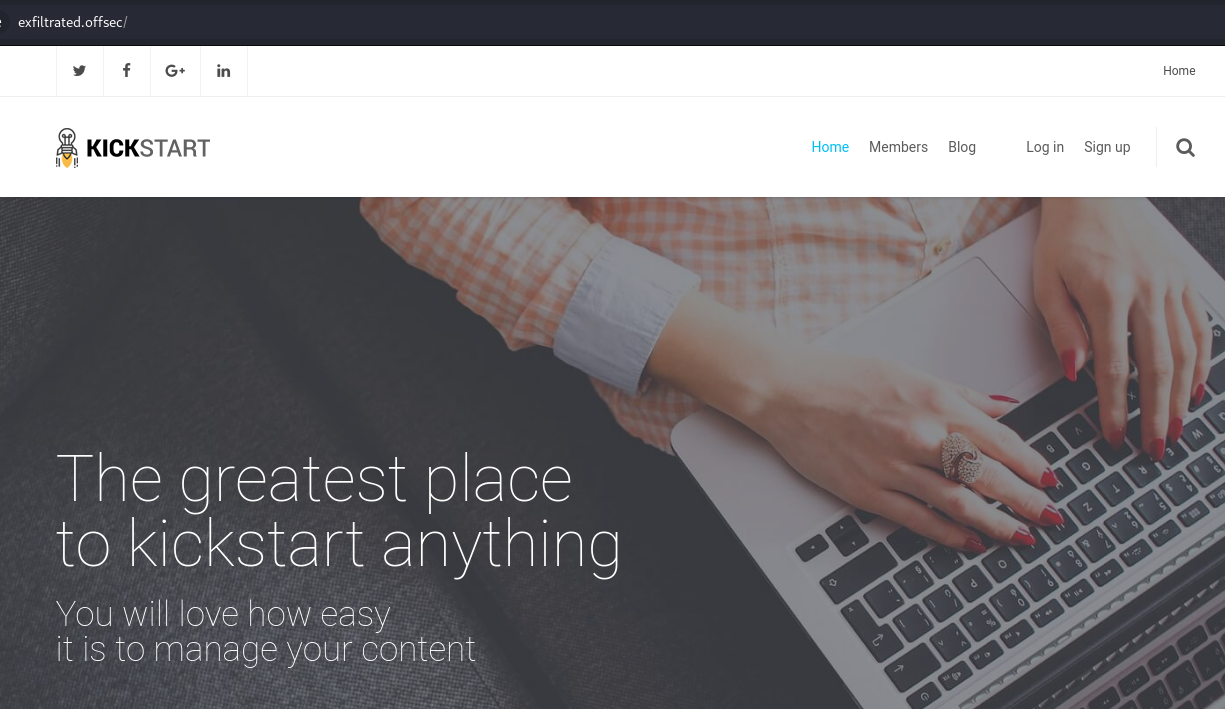 exfiltrated.offsec/
Home
KICKSTART
Home Members Blog Log in Sign up
The greatest place
to kickstart anything
You will love how easy
it is to manage your content